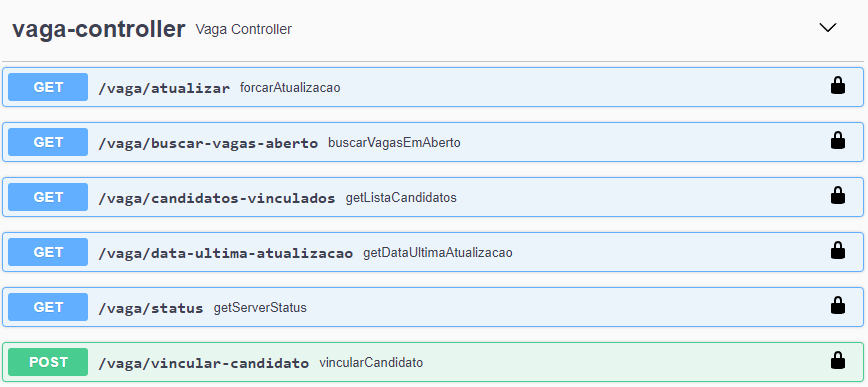 vaga-controller Vaga Controller
GET /vaga/atualizar forcarAtualizacao
GET /vaga/buscar-vagas-aberto buscarVagasEmAberto
GET /vaga/candidatos-vinculados getListaCandidatos
GET /vaga/data-ultima-atualizacao getDataUltimaAtualizacao
GET /vaga/status getServerStatus
POST /vaga/vincular-candidato vincularCandidato